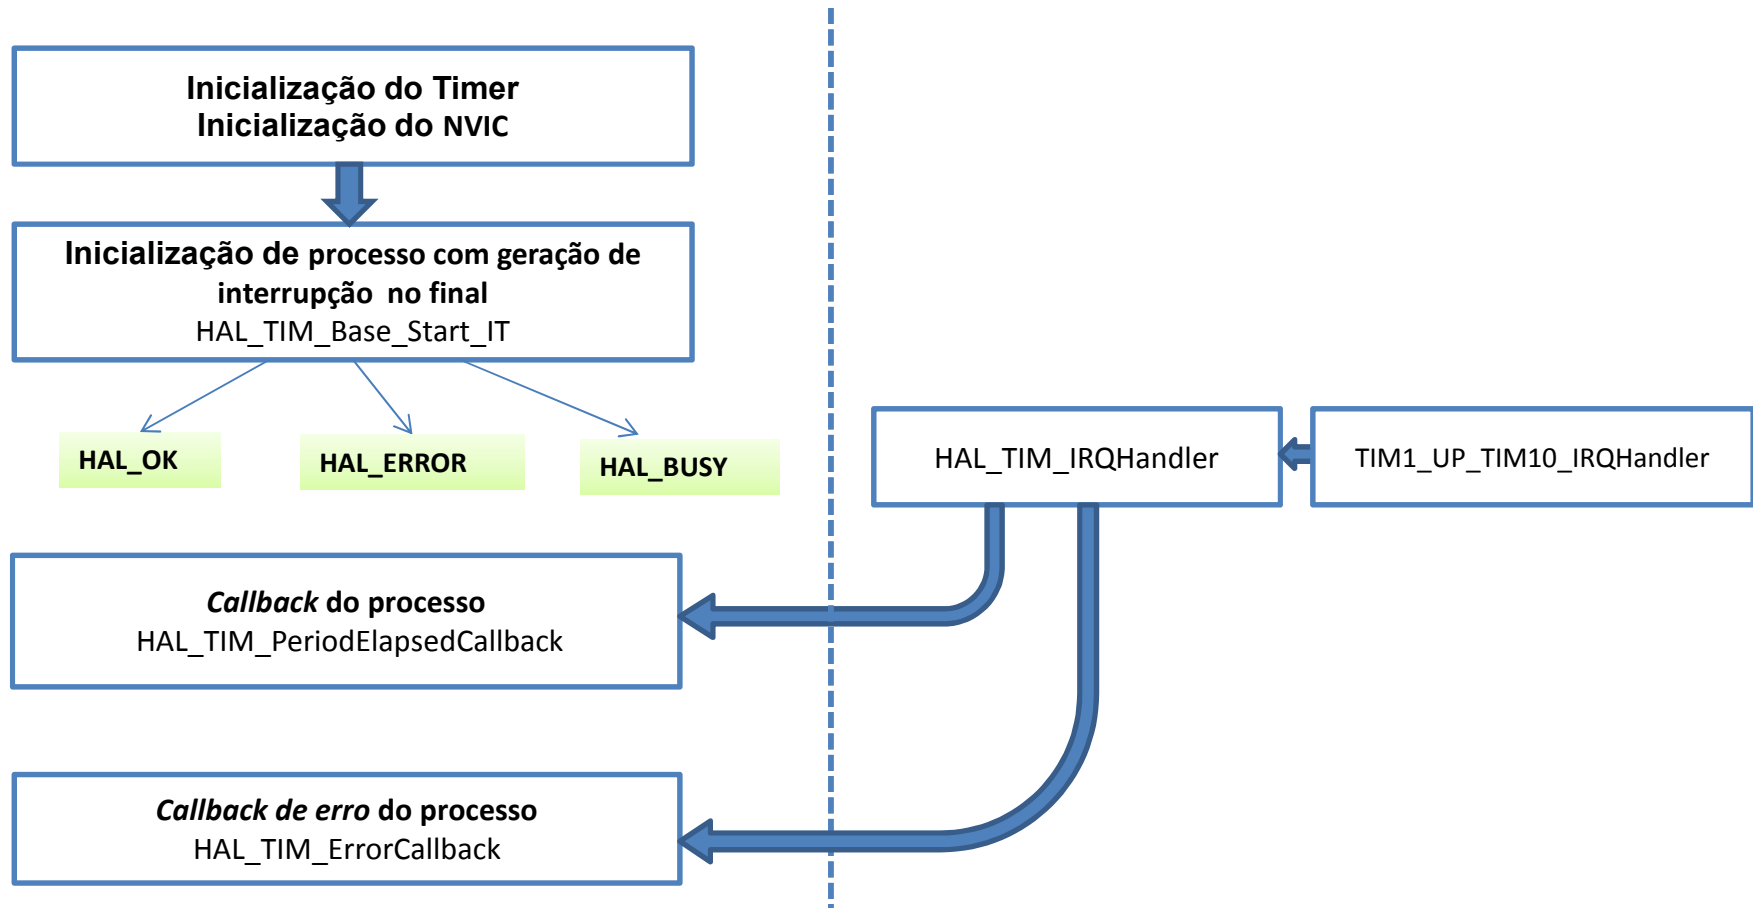 Inicialização do Timer
Inicialização do NVIC
Inicialização de processo com geração de
interrupção no final
HAL_TIM_Base_Start_IT
HAL_OK
HAL_ERROR
HAL_BUSY
HAL_TIM_IRQHandler
TIM1_UP_TIM10_IRQHandler
Callback do processo
HAL_TIM_PeriodElapsedCallback
Callback de erro do processo
HAL_TIM_ErrorCallback